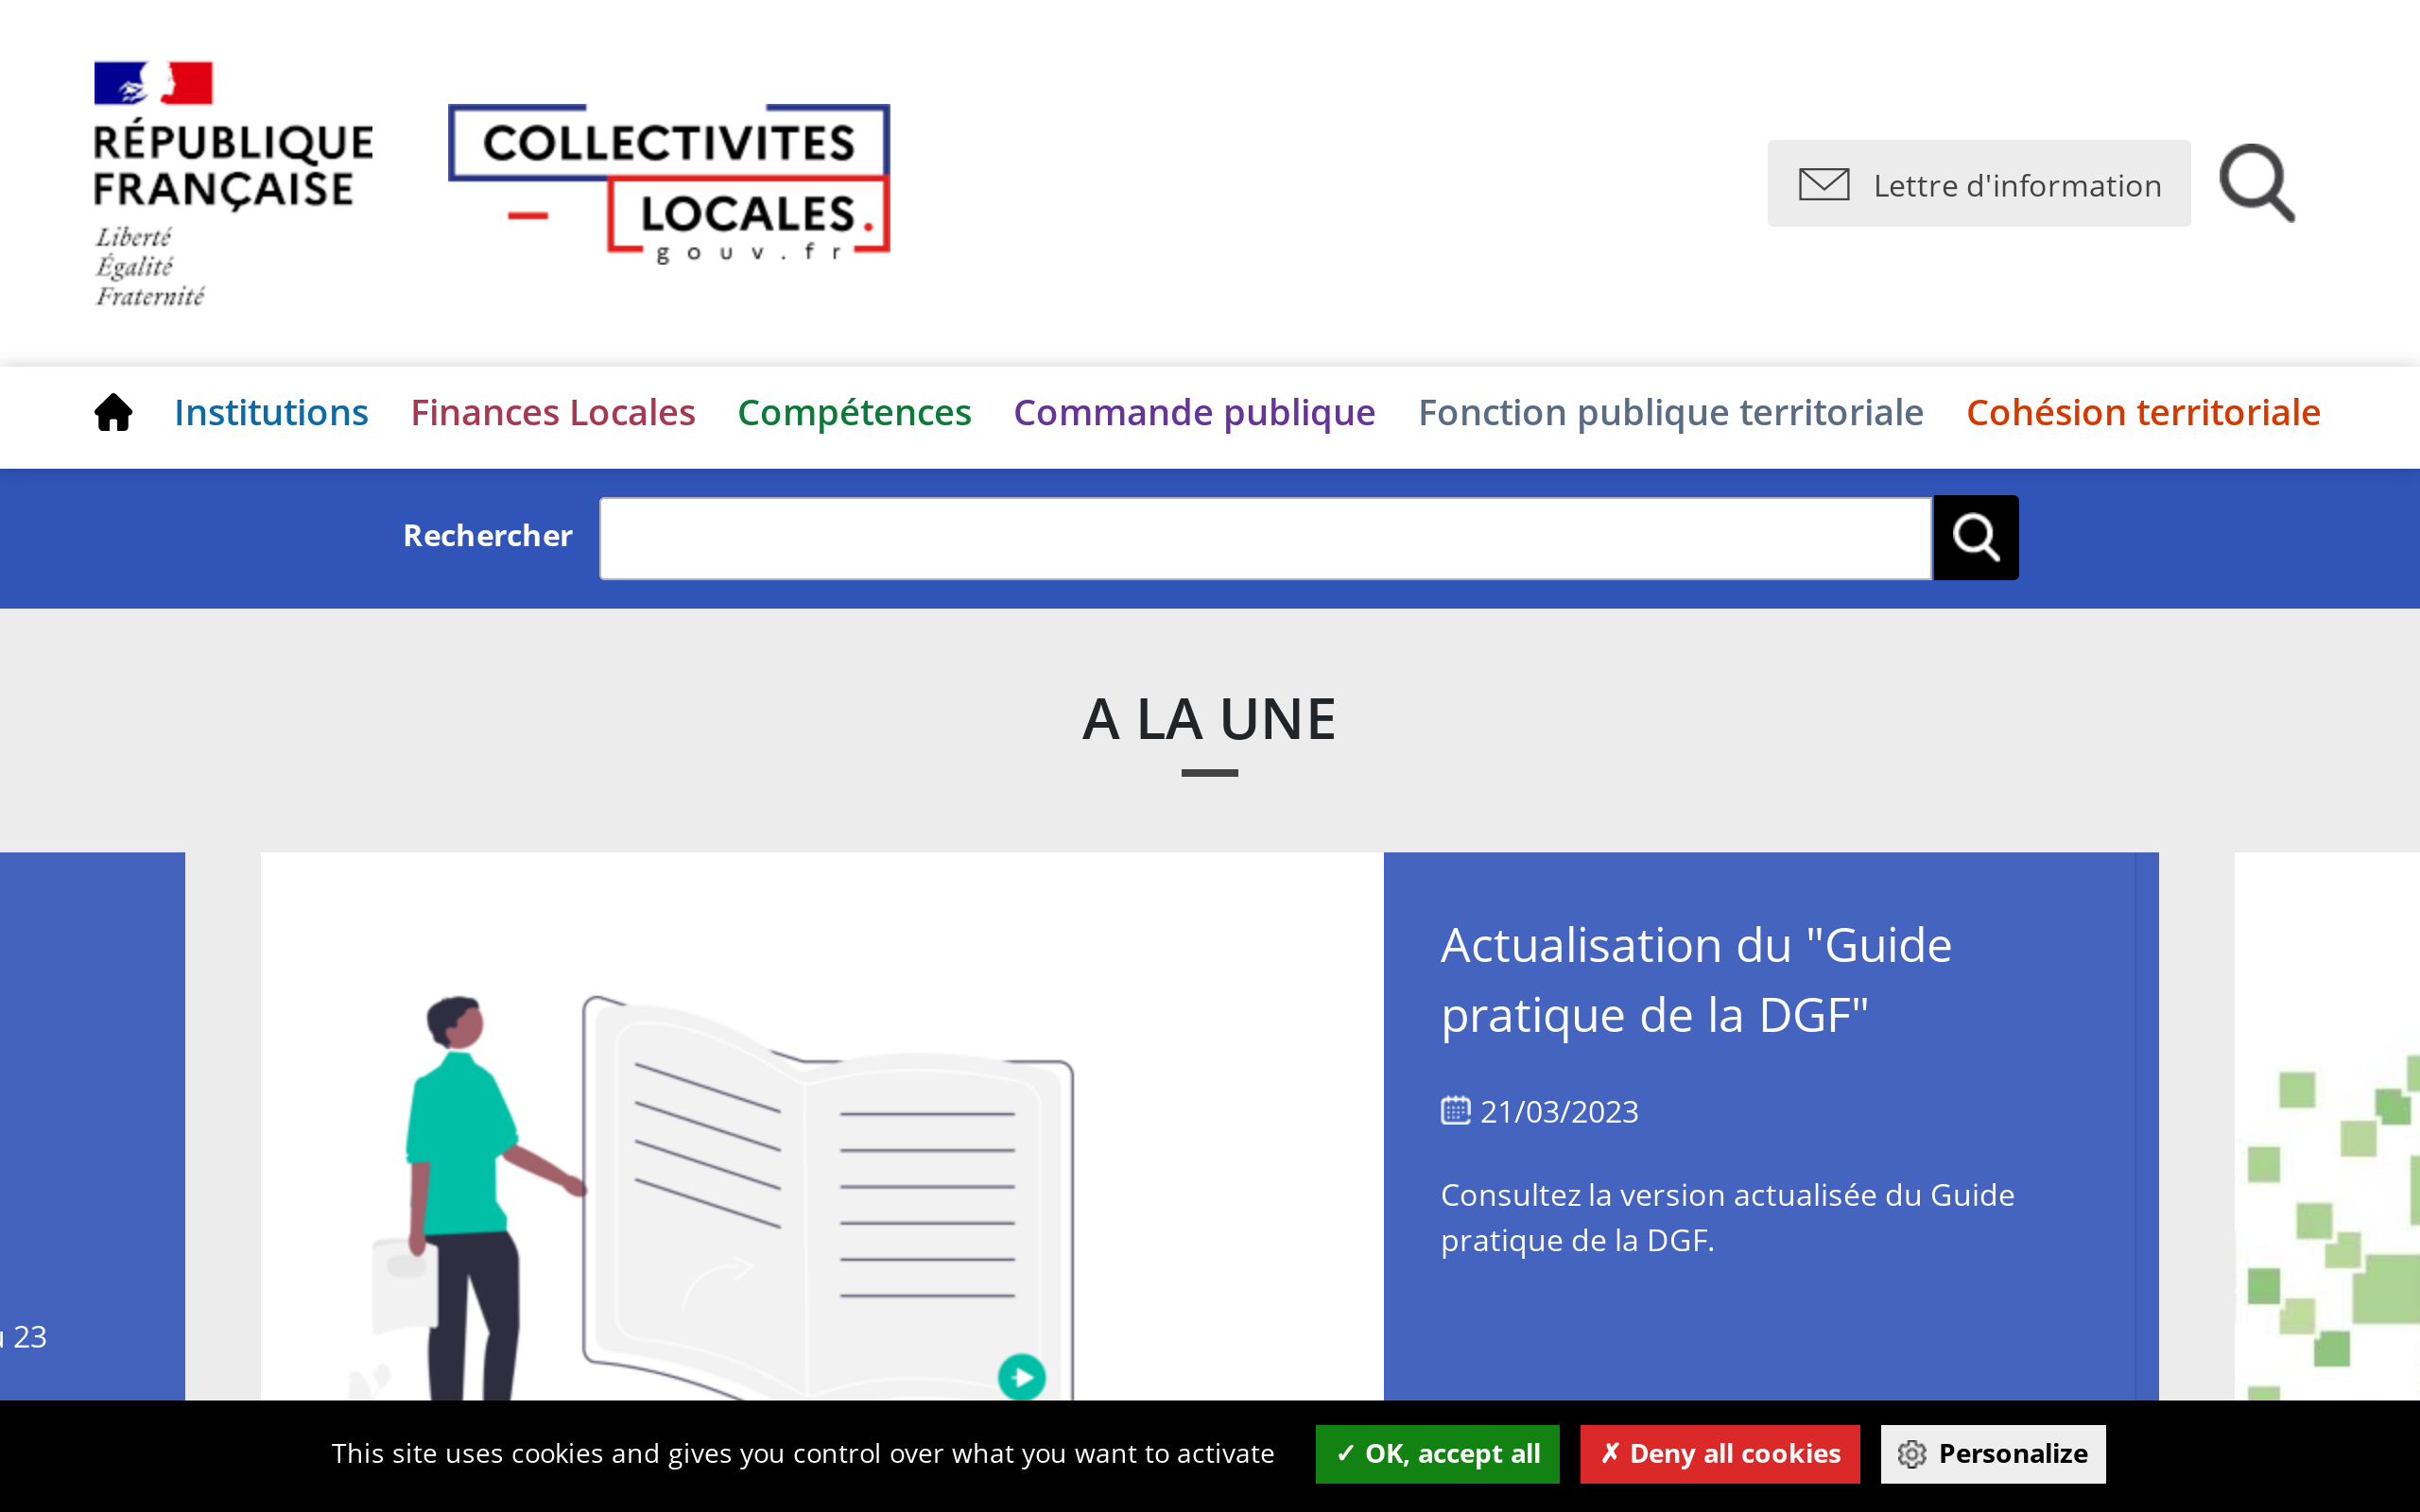 RÉPUBLIQUE
FRANÇAISE
Liberté
Égalité
Fraternité
COLLECTIVITES
LOCALES.
gouv.fr
Lettre d'information
Institutions Finances Locales Compétences Commande publique Fonction publique territoriale Cohésion territoriale
Rechercher
A LA UNE
Actualisation du "Guide
pratique de la DGF"
21/03/2023
Consultez la version actualisée du Guide
pratique de la DGF.
23
This site uses cookies and gives you control over what you want to activate
✓ OK, accept all
✗ Deny all cookies
Personalize